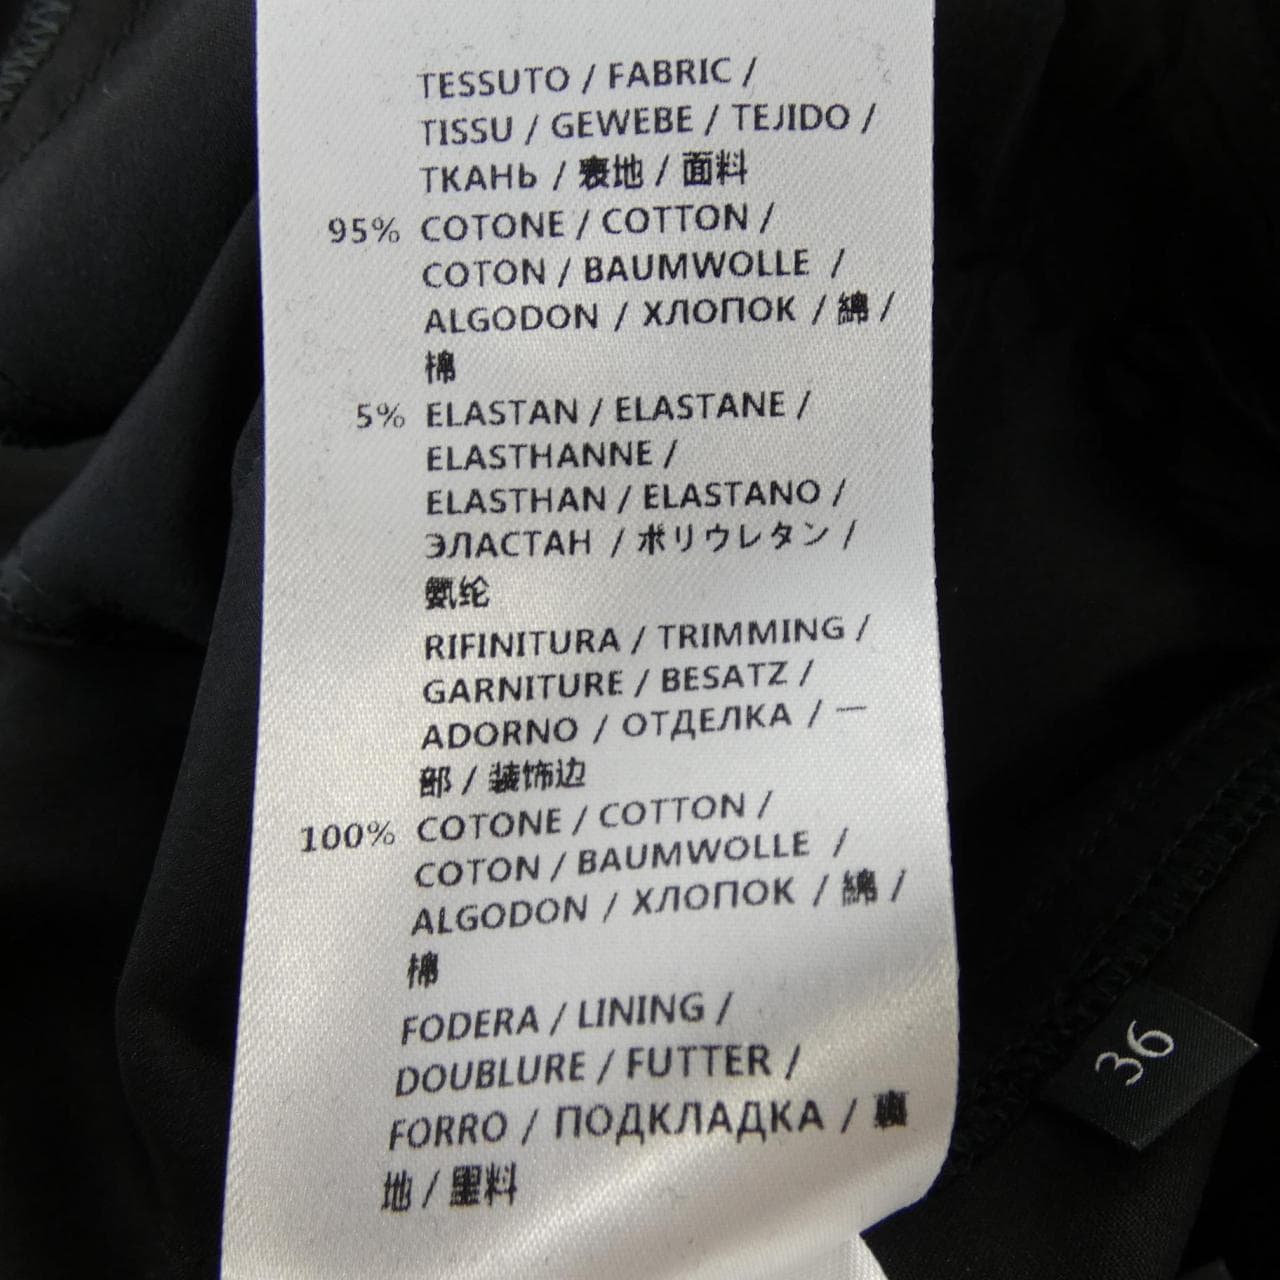 TESSUTO / FABRIC /
TISSU / GEWEBE / TEJIDO /
ТКАНЬ / 表地 / 面料
95% COTONE / COTTON /
COTON / BAUMWOLLE /
ALGODON / ХЛОПОК / 綿 /
棉
5% ELASTAN / ELASTANE /
ELASTHANNE /
ELASTHAN / ELASTANO /
ЭЛАСТАН / ポリウレタン /
氨纶
RIFINITURA / TRIMMING /
GARNITURE / BESATZ /
ADORNO / ОТДЕЛКА / 一
部 / 装饰边
100% COTONE / COTTON /
COTON / BAUMWOLLE /
ALGODON / ХЛОПОК / 綿 /
棉
FODERA / LINING /
DOUBLURE / FUTTER /
FORRO / ПОДКЛАДКА / 裏
地 / 里料
36